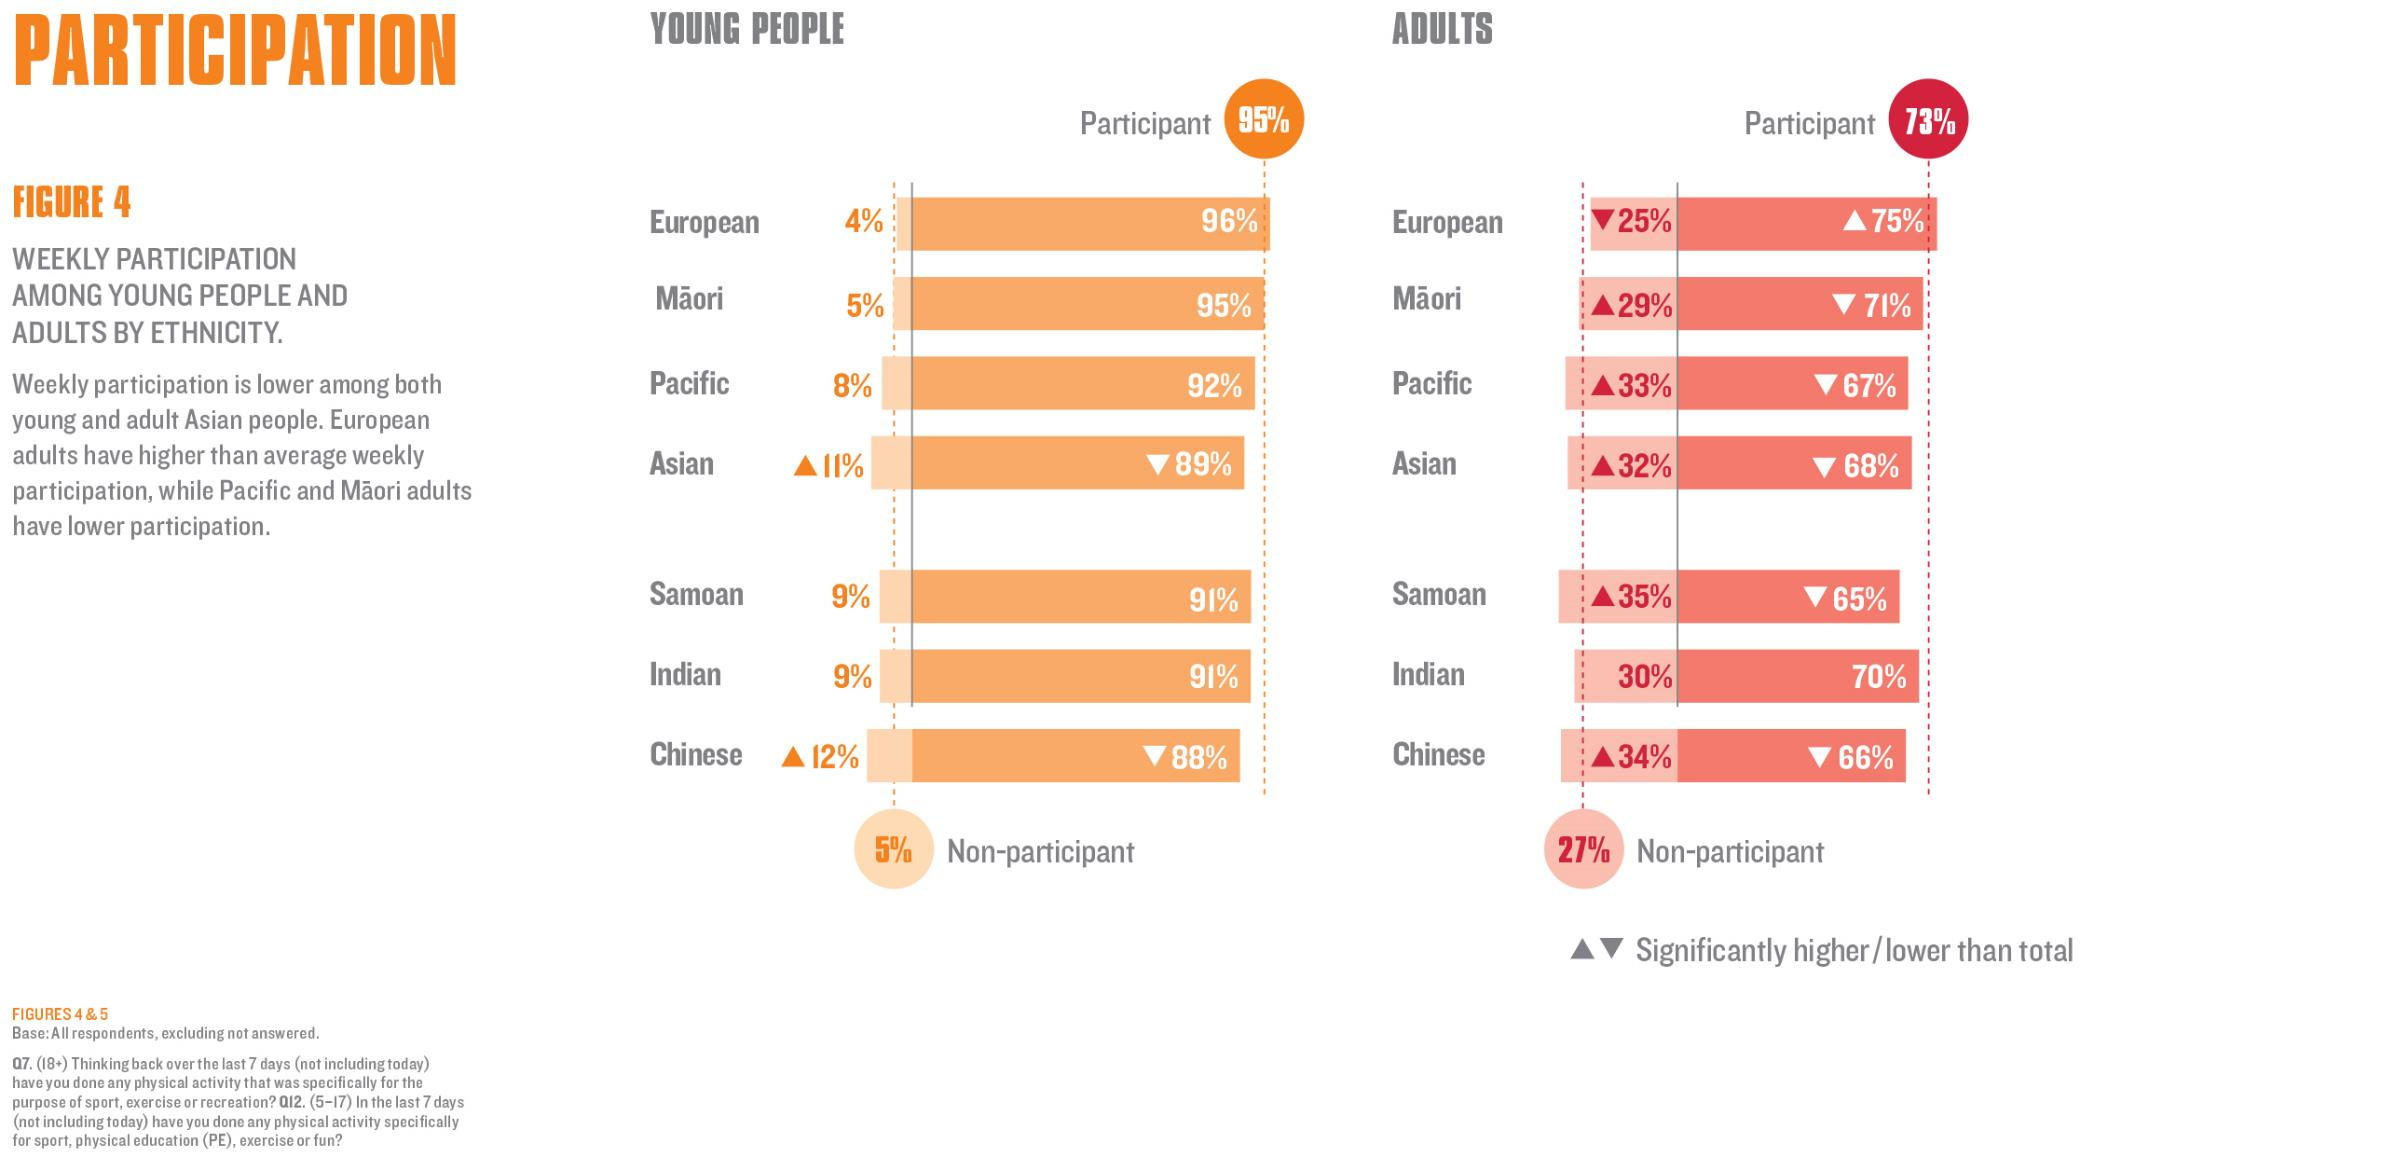 PARTICIPATION
FIGURE 4
WEEKLY PARTICIPATION
AMONG YOUNG PEOPLE AND
ADULTS BY ETHNICITY.
Weekly participation is lower among both
young and adult Asian people. European
adults have higher than average weekly
participation, while Pacific and Māori adults
have lower participation.
YOUNG PEOPLE
Participant 95%
European 4% 96%
Māori 5% 95%
Pacific 8% 92%
Asian ▲11% ▼89%
Samoan 9% 91%
Indian 9% 91%
Chinese ▲12% ▼88%
5% Non-participant
ADULTS
Participant 73%
European ▼25% ▲75%
Māori ▲29% ▼71%
Pacific ▲33% ▼67%
Asian ▲32% ▼68%
Samoan ▲35% ▼65%
Indian 30% 70%
Chinese ▲34% ▼66%
27% Non-participant
▲▼ Significantly higher/lower than total
FIGURES 4 & 5
Base: All respondents, excluding not answered.
Q7. (18+) Thinking back over the last 7 days (not including today)
have you done any physical activity that was specifically for the
purpose of sport, exercise or recreation? Q12. (5–17) In the last 7 days
(not including today) have you done any physical activity specifically
for sport, physical education (PE), exercise or fun?